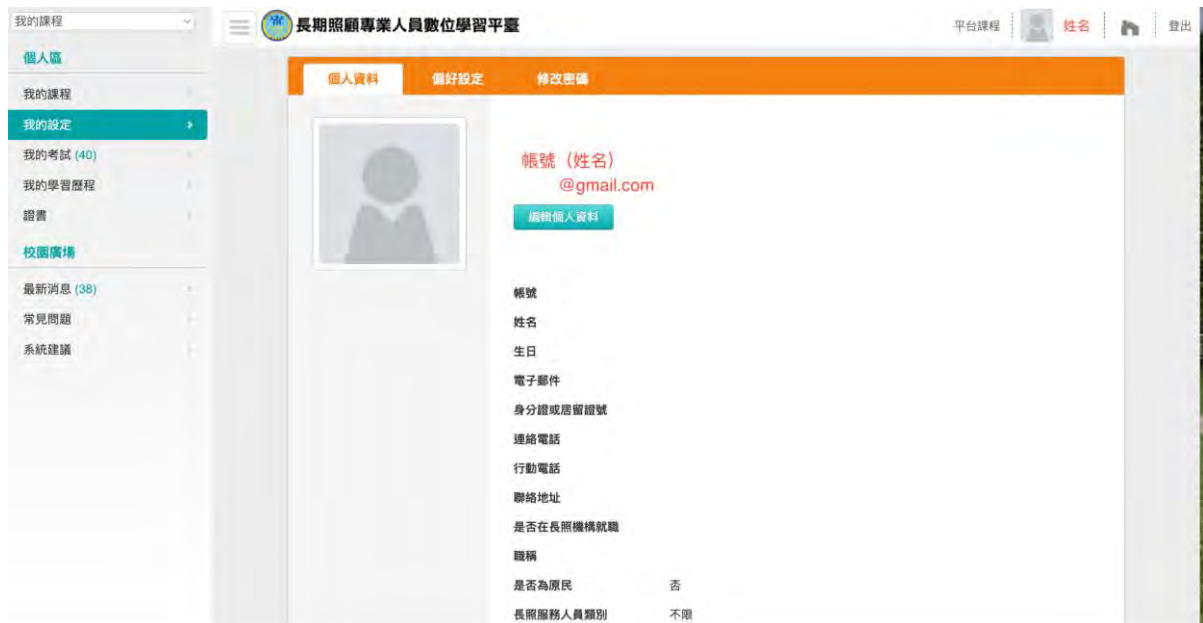 我的課程
個人區
我的課程
我的設定
我的考試 (40)
我的學習歷程
證書
校園廣場
最新消息 (38)
常見問題
系統建議
長期照顧專業人員數位學習平臺
平台課程 姓名 登出
個人資料 偏好設定 修改密碼
帳號（姓名）
@gmail.com
編輯個人資料
帳號
姓名
生日
電子郵件
身分證或居留證號
連絡電話
行動電話
聯絡地址
是否在長照機構就職
職稱
是否為原民 否
長照服務人員類別 不限